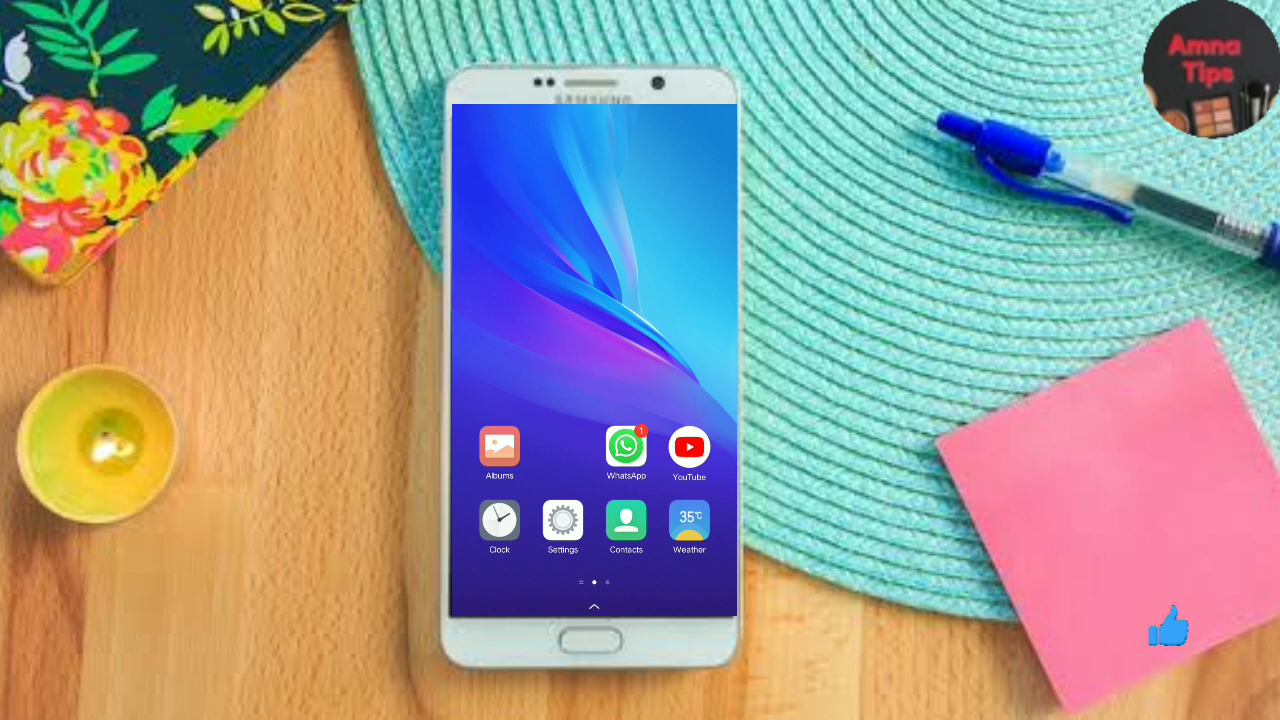 Amna
Tips
SAMSUNG
1
Albums
WhatsApp
YouTube
35°C
Clock
Settings
Contacts
Weather